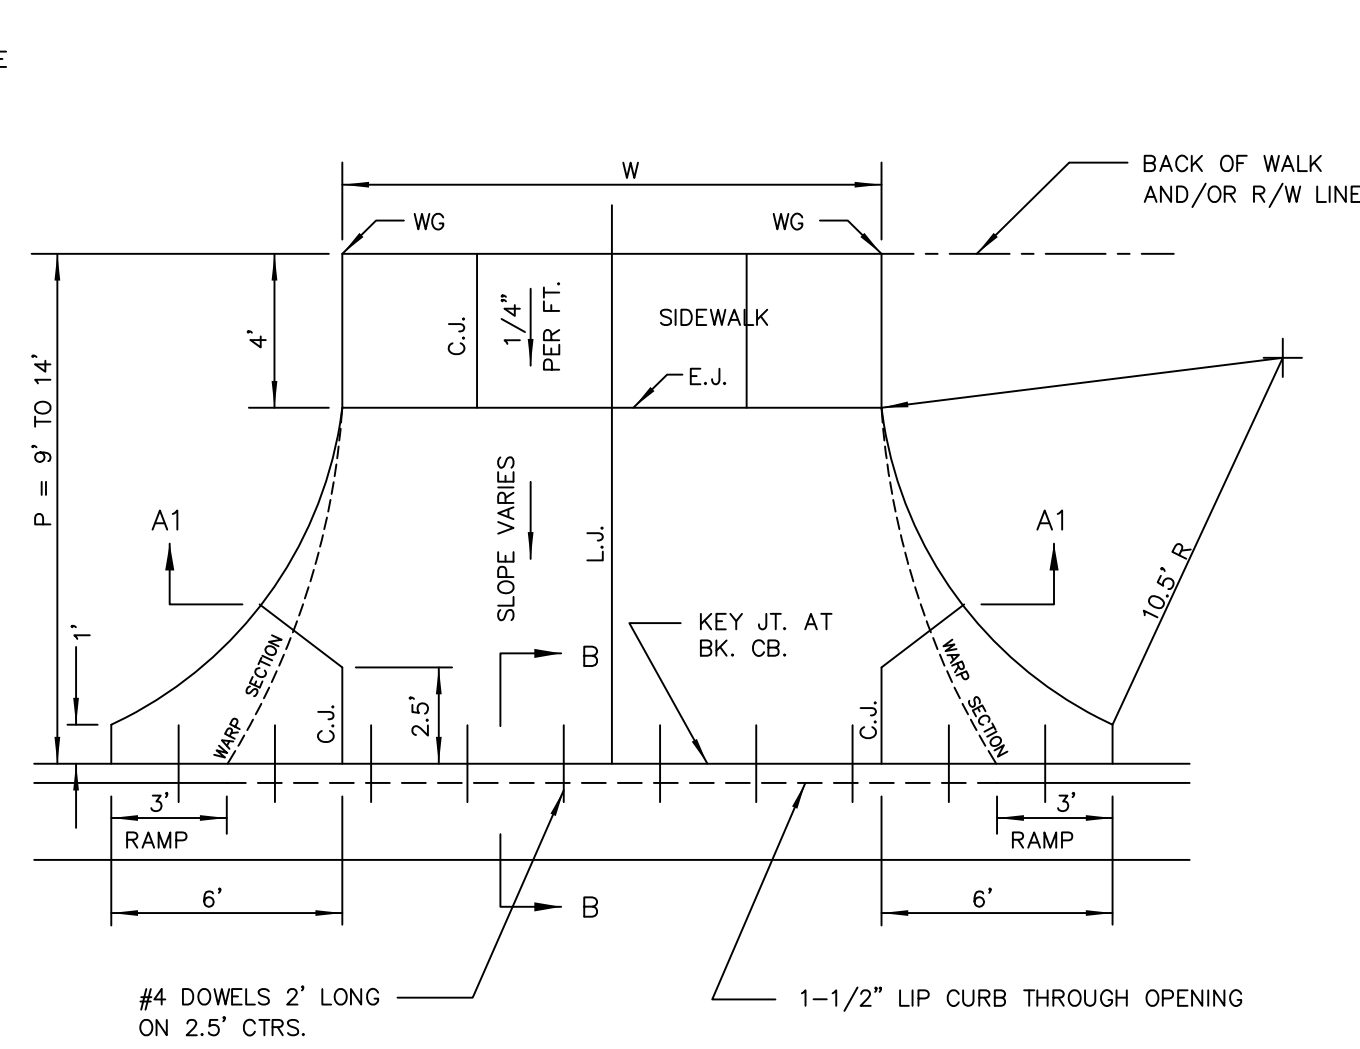 E
W
BACK OF WALK
AND/OR R/W LINE
WG
WG
4'
C.J.
1/4"
PER FT.
SIDEWALK
E.J.
P = 9' TO 14'
A1
SLOPE VARIES
L.J.
A1
10.5' R
1'
WARP SECTION
C.J.
2.5'
B
KEY JT. AT
BK. CB.
C.J.
WARP SECTION
3'
RAMP
3'
RAMP
6'
B
6'
#4 DOWELS 2' LONG
ON 2.5' CTRS.
1-1/2" LIP CURB THROUGH OPENING